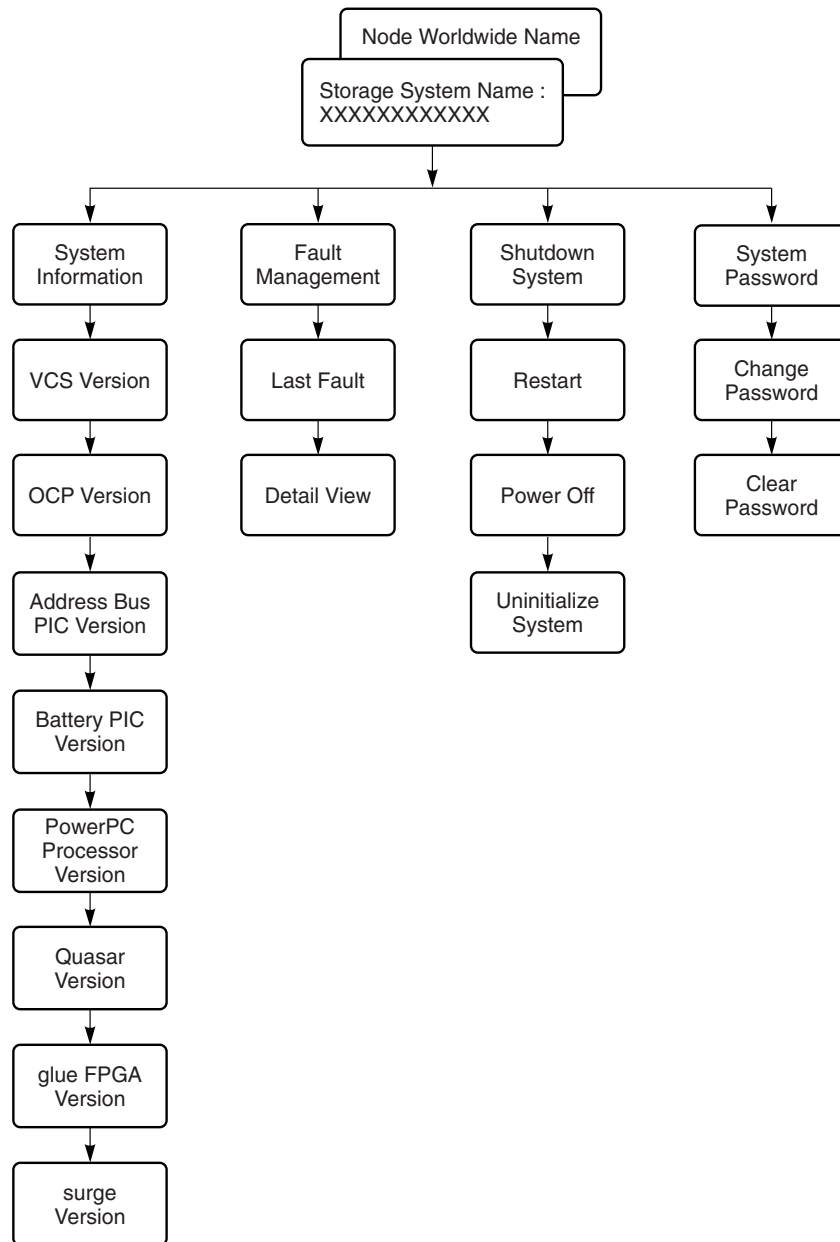 Node Worldwide Name
Storage System Name :
XXXXXXXXXXXX
System
Information
Fault
Management
Shutdown
System
System
Password
VCS Version
Last Fault
Restart
Change
Password
OCP Version
Detail View
Power Off
Clear
Password
Address Bus
PIC Version
Uninitialize
System
Battery PIC
Version
PowerPC
Processor
Version
Quasar
Version
glue FPGA
Version
surge
Version